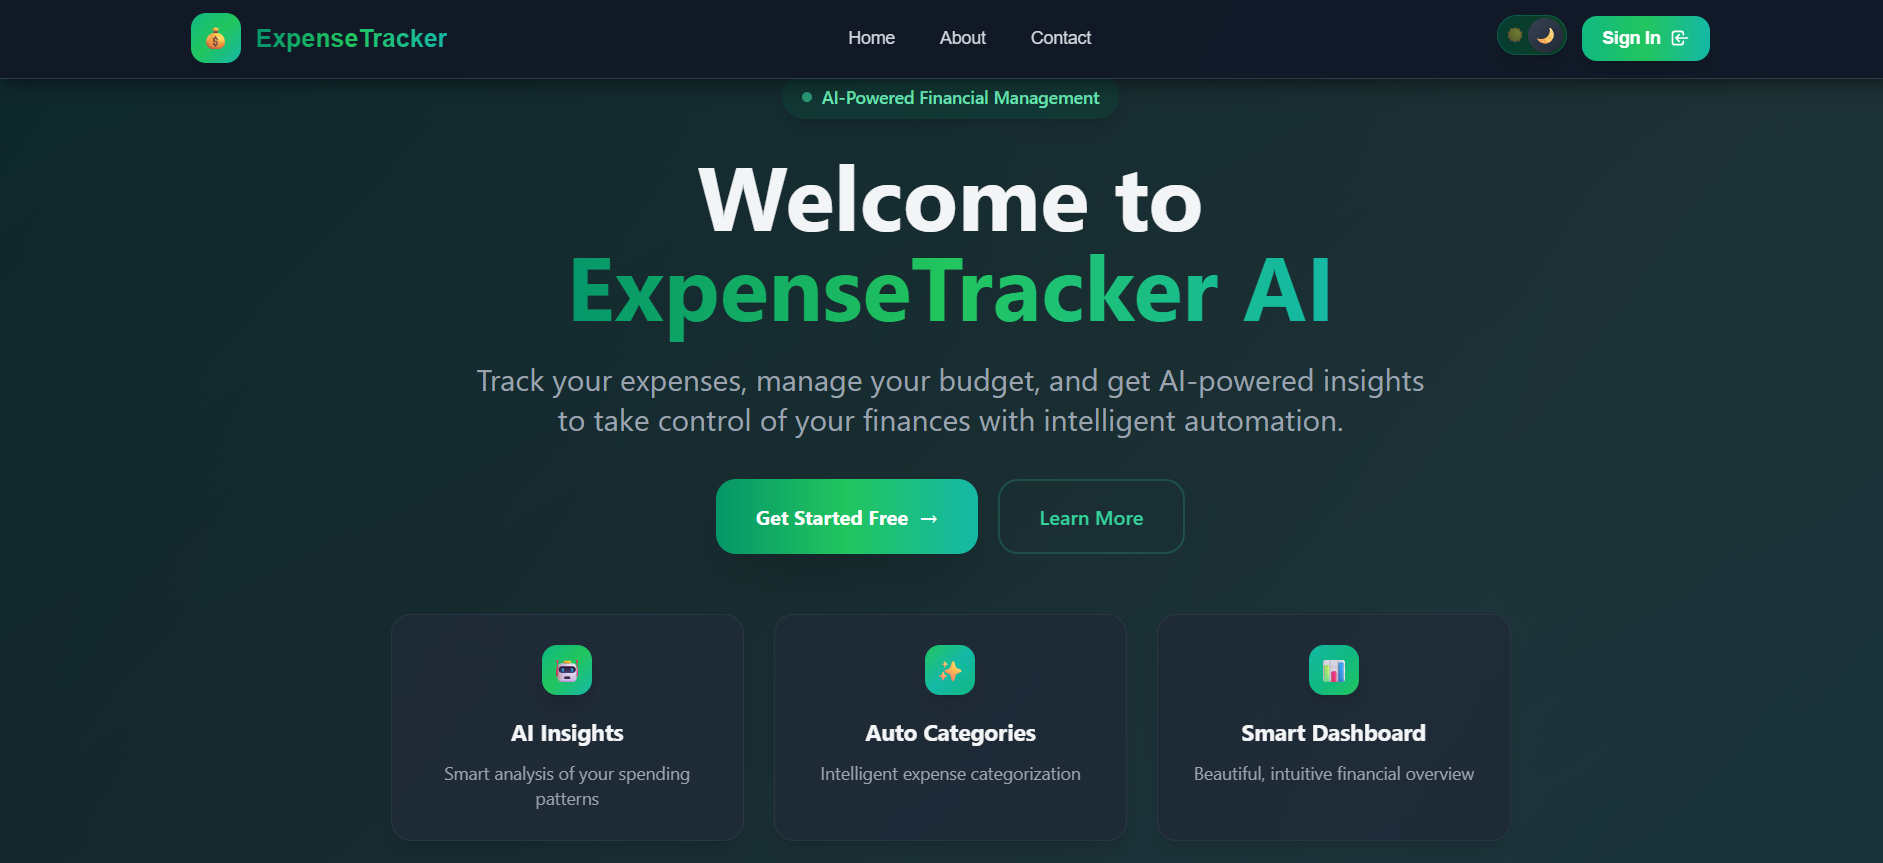 ExpenseTracker
Home
About
Contact
Sign In
AI-Powered Financial Management
Welcome to
ExpenseTracker AI
Track your expenses, manage your budget, and get AI-powered insights
to take control of your finances with intelligent automation.
Get Started Free →
Learn More
AI Insights
Smart analysis of your spending
patterns
Auto Categories
Intelligent expense categorization
Smart Dashboard
Beautiful, intuitive financial overview